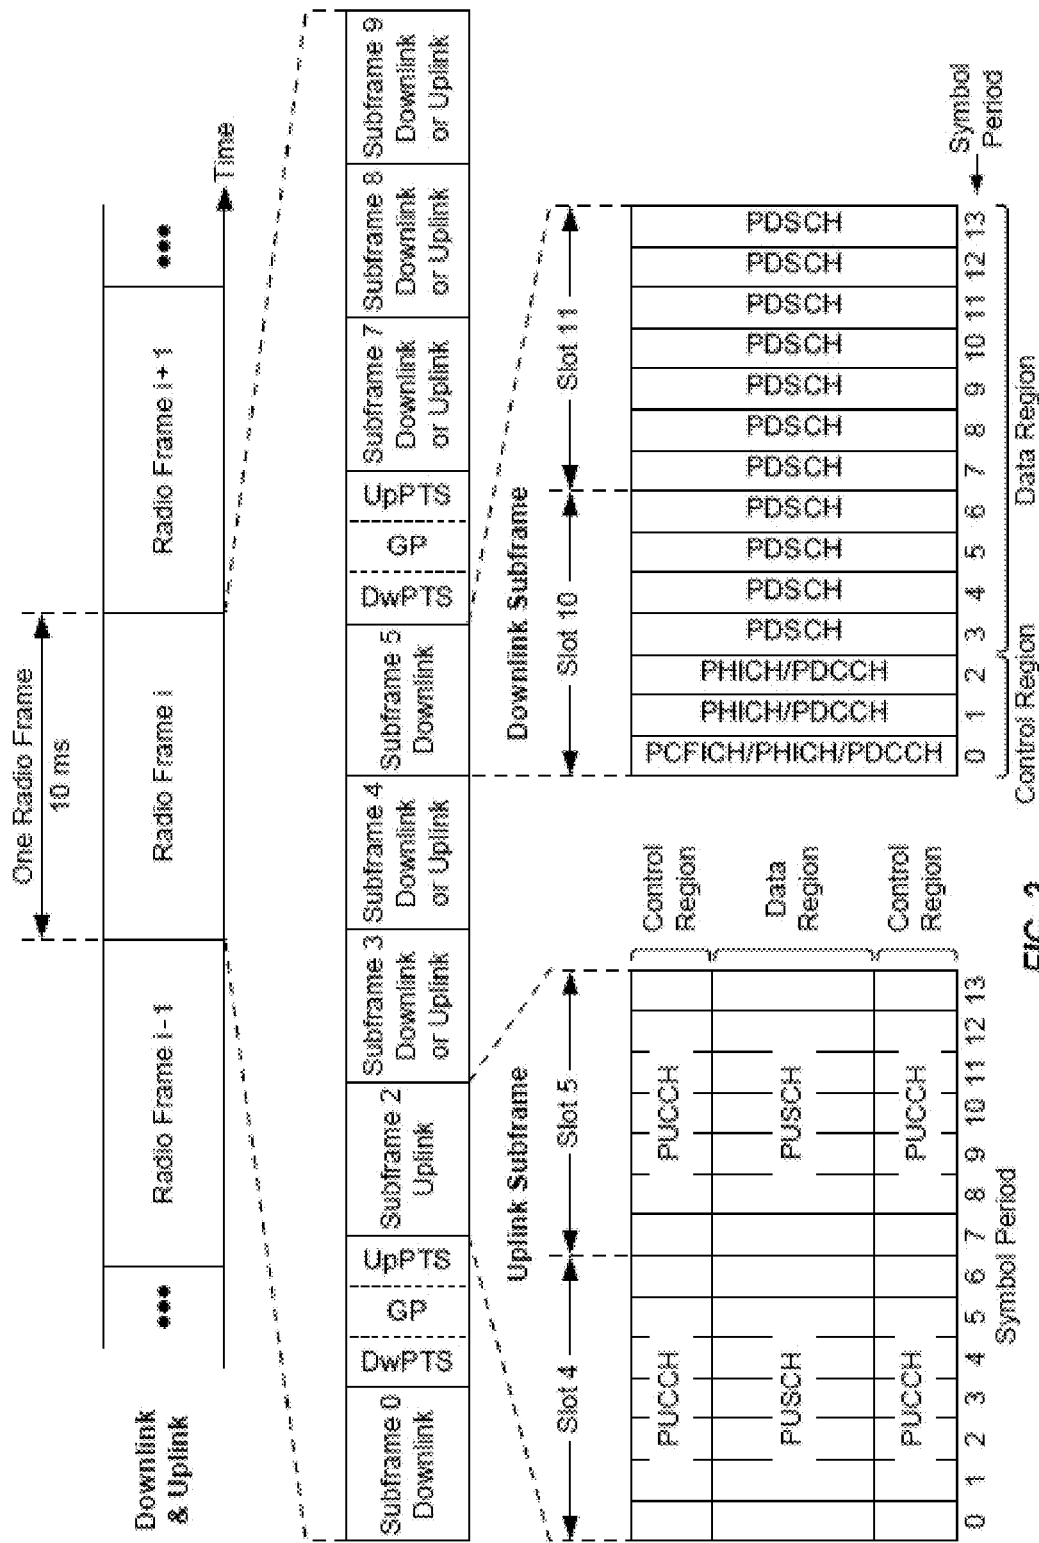 One Radio Frame
10 ms
Downlink
& Uplink
●●●
Radio Frame i - 1
Radio Frame i
Radio Frame i + 1
●●●
Time
Subframe 0
Downlink
DwPTS
GP
UpPTS
Subframe 2
Uplink
Subframe 3
Downlink
or Uplink
Subframe 4
Downlink
or Uplink
Subframe 5
Downlink
DwPTS
GP
UpPTS
Subframe 7
Downlink
or Uplink
Subframe 8
Downlink
or Uplink
Subframe 9
Downlink
or Uplink
Uplink Subframe
Slot 4
Slot 5
PUCCH
PUCCH
Control
Region
PUSCH
PUSCH
Data
Region
PUCCH
PUCCH
Control
Region
0 1 2 3 4 5 6 7 8 9 10 11 12 13
Symbol Period
Downlink Subframe
Slot 10
Slot 11
PCFICH/PHICH/PDCCH
PHICH/PDCCH
PHICH/PDCCH
PDSCH
PDSCH
PDSCH
PDSCH
PDSCH
PDSCH
PDSCH
PDSCH
PDSCH
PDSCH
PDSCH
0 1 2 3 4 5 6 7 8 9 10 11 12 13
Symbol
Period
Control Region
Data Region